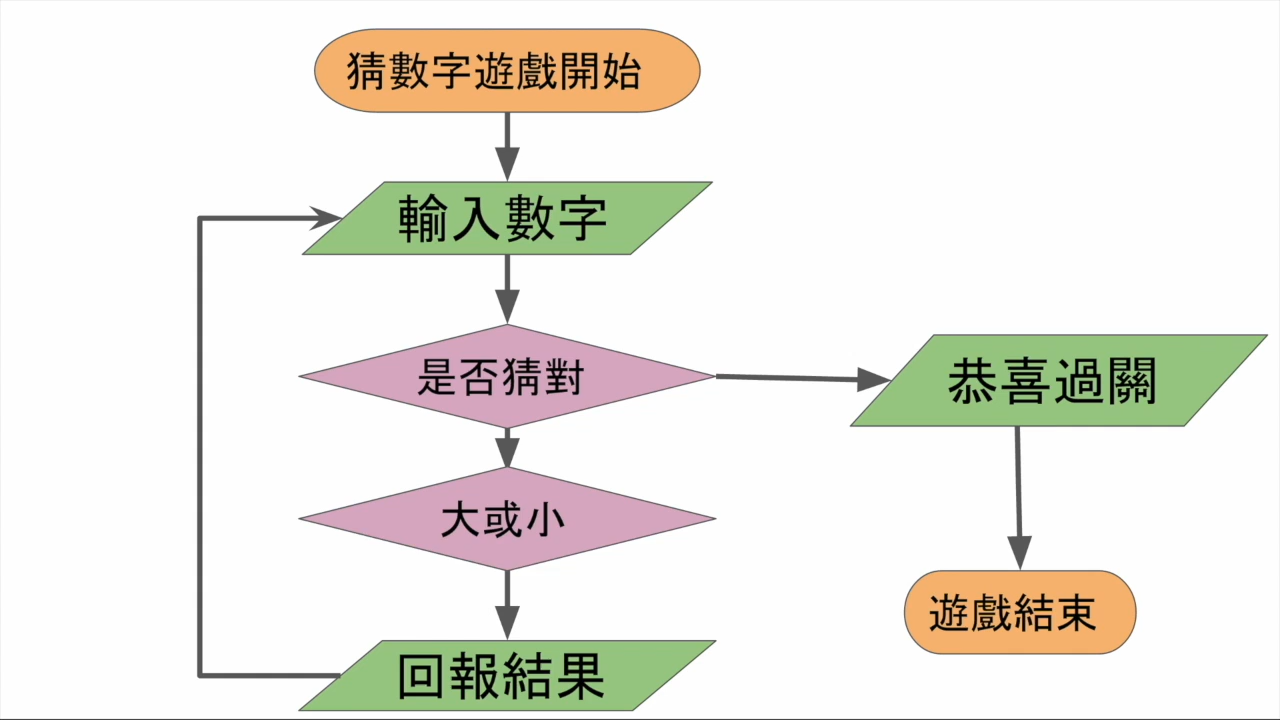 猜數字遊戲開始
輸入數字
是否猜對
恭喜過關
大或小
遊戲結束
回報結果